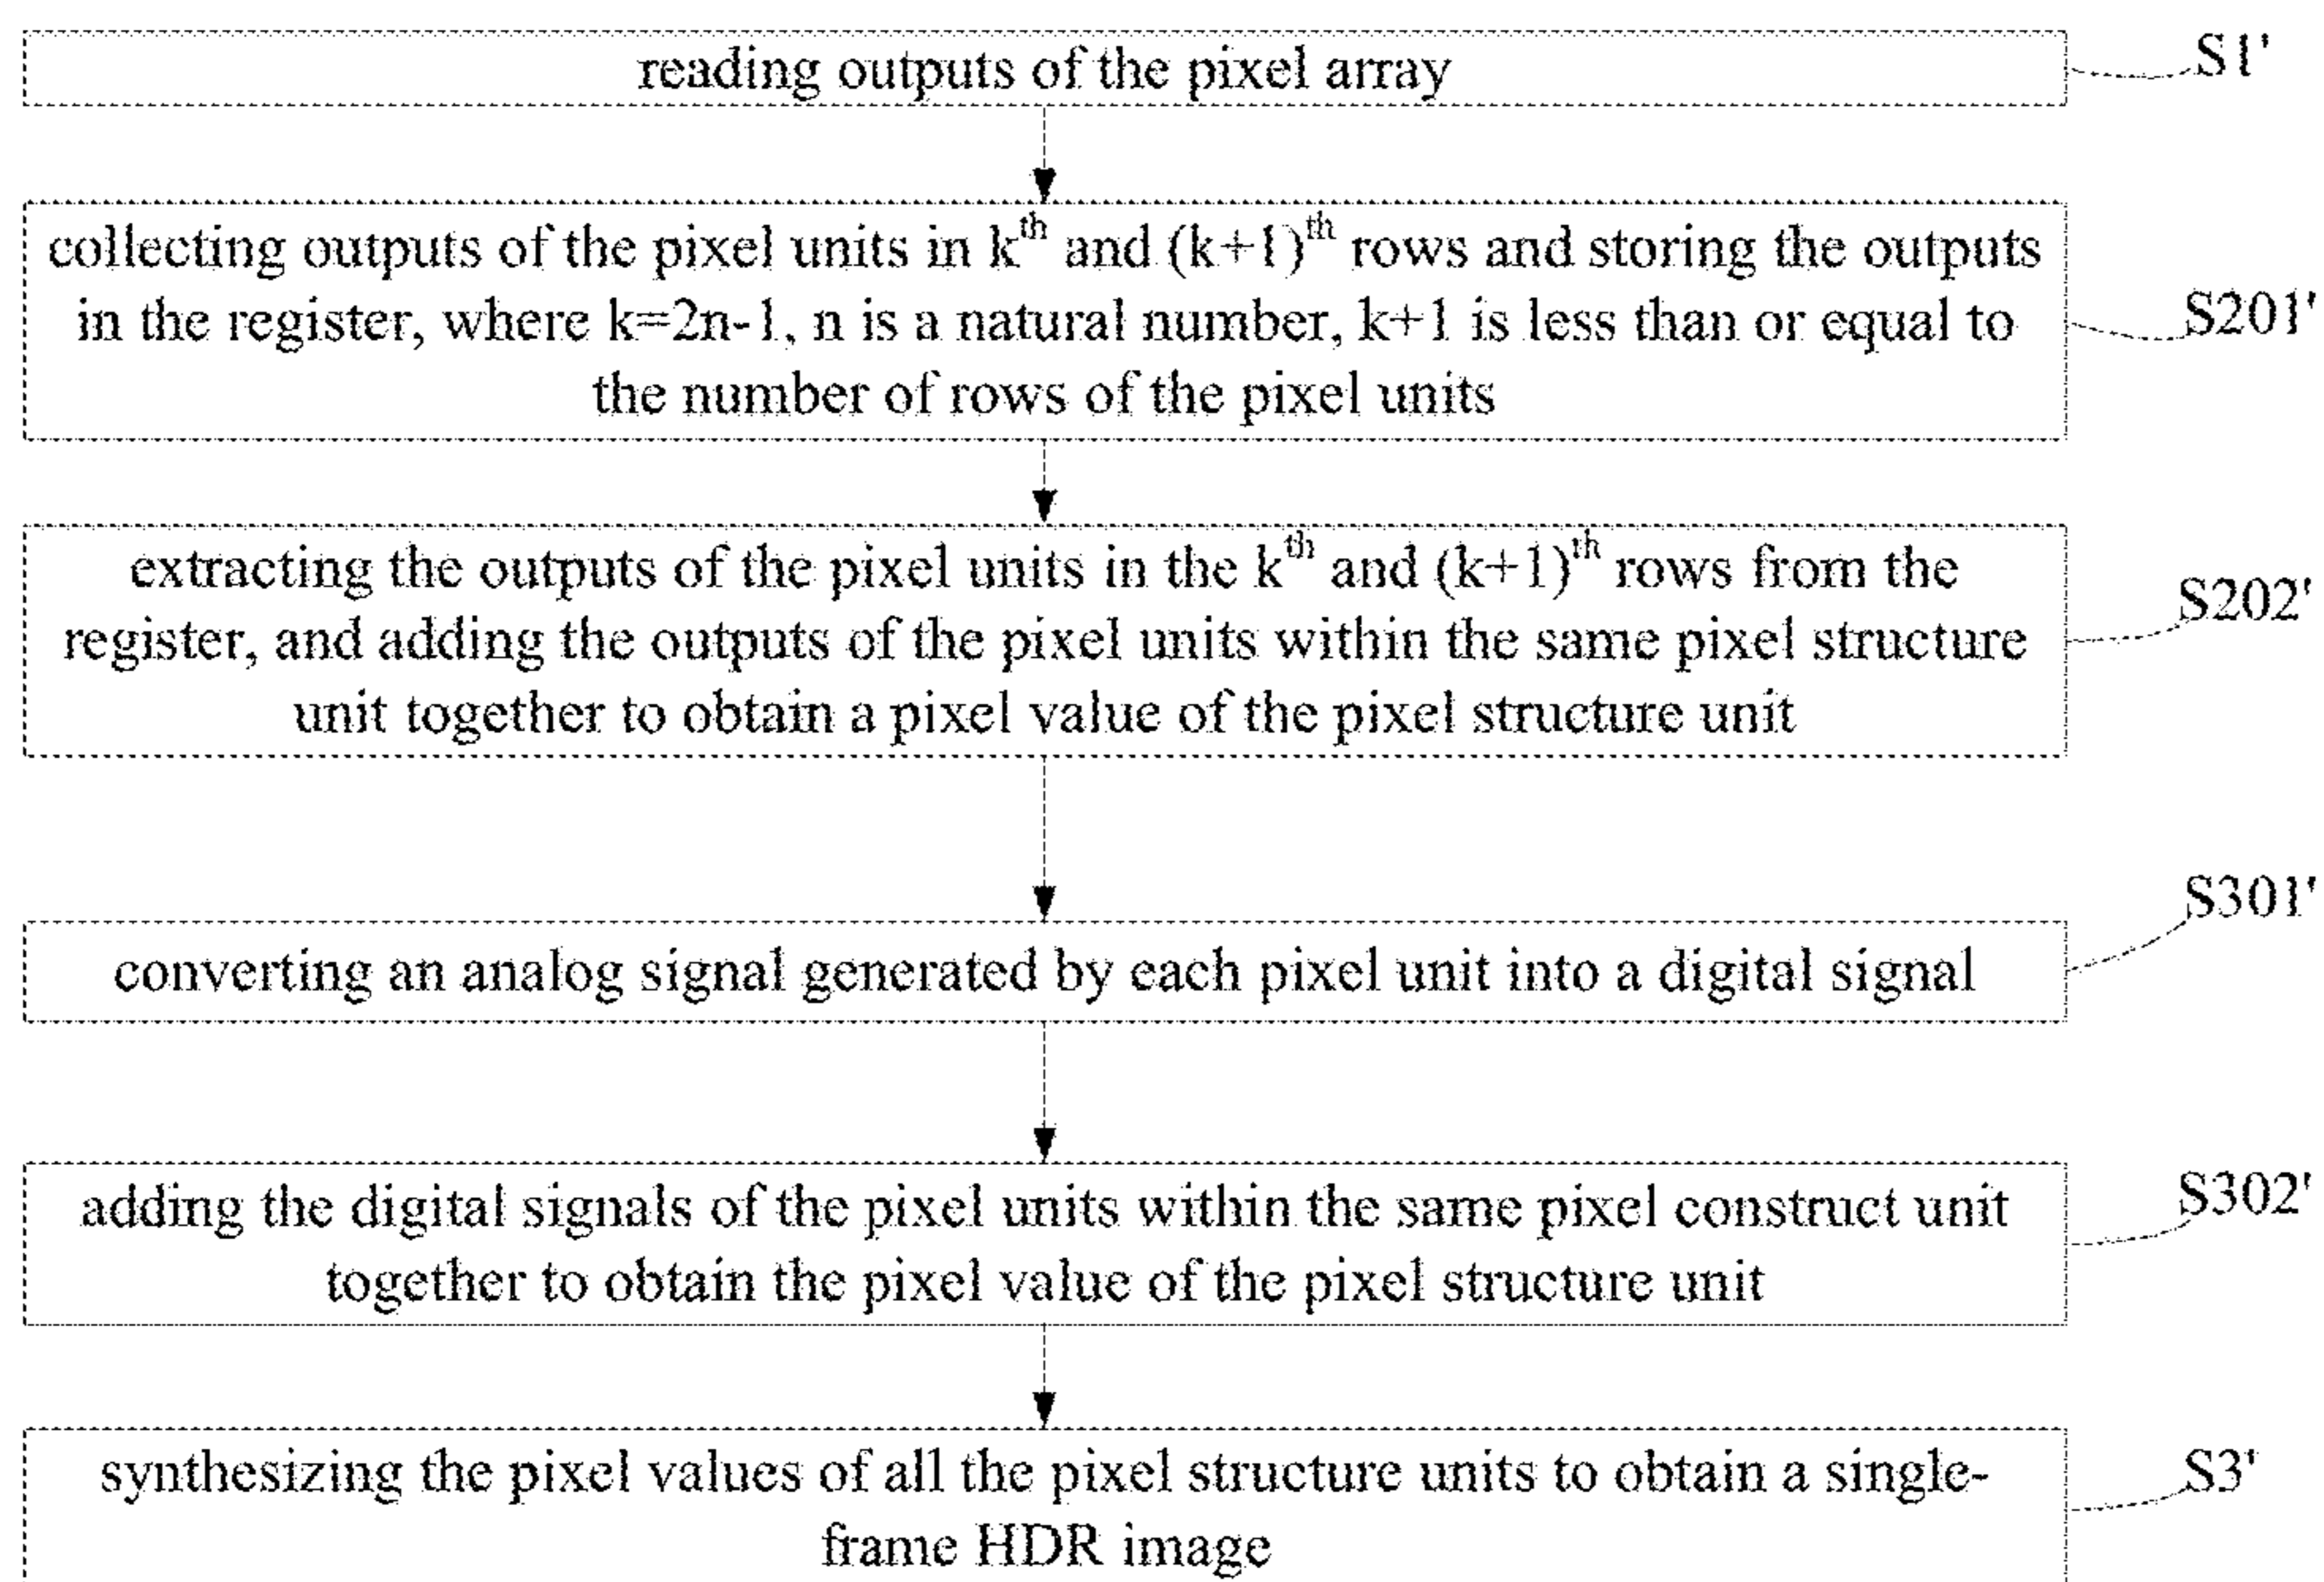 reading outputs of the pixel array
S1'
collecting outputs of the pixel units in kth and (k+1)th rows and storing the outputs
in the register, where k=2n-1, n is a natural number, k+1 is less than or equal to
the number of rows of the pixel units
S201'
extracting the outputs of the pixel units in the kth and (k+1)th rows from the
register, and adding the outputs of the pixel units within the same pixel structure
unit together to obtain a pixel value of the pixel structure unit
S202'
converting an analog signal generated by each pixel unit into a digital signal
S301'
adding the digital signals of the pixel units within the same pixel construct unit
together to obtain the pixel value of the pixel structure unit
S302'
synthesizing the pixel values of all the pixel structure units to obtain a single-
frame HDR image
S3'